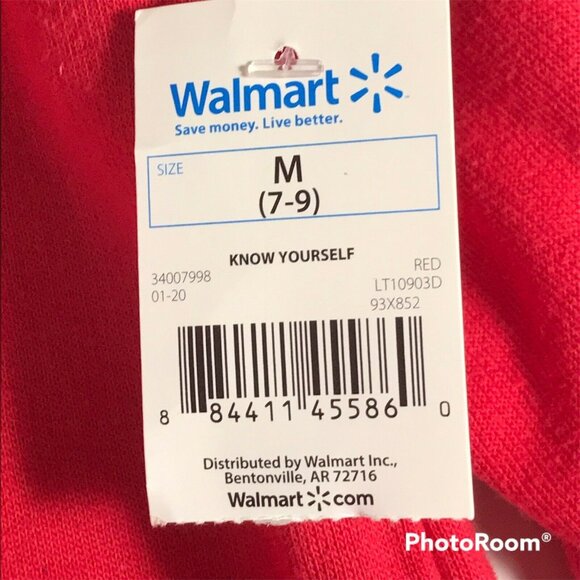 Walmart
Save money. Live better.
SIZE
M
(7-9)
KNOW YOURSELF
34007998
01-20
RED
LT10903D
93X852
8 84411 45586 0
Distributed by Walmart Inc.,
Bentonville, AR 72716
Walmart com
PhotoRoom®